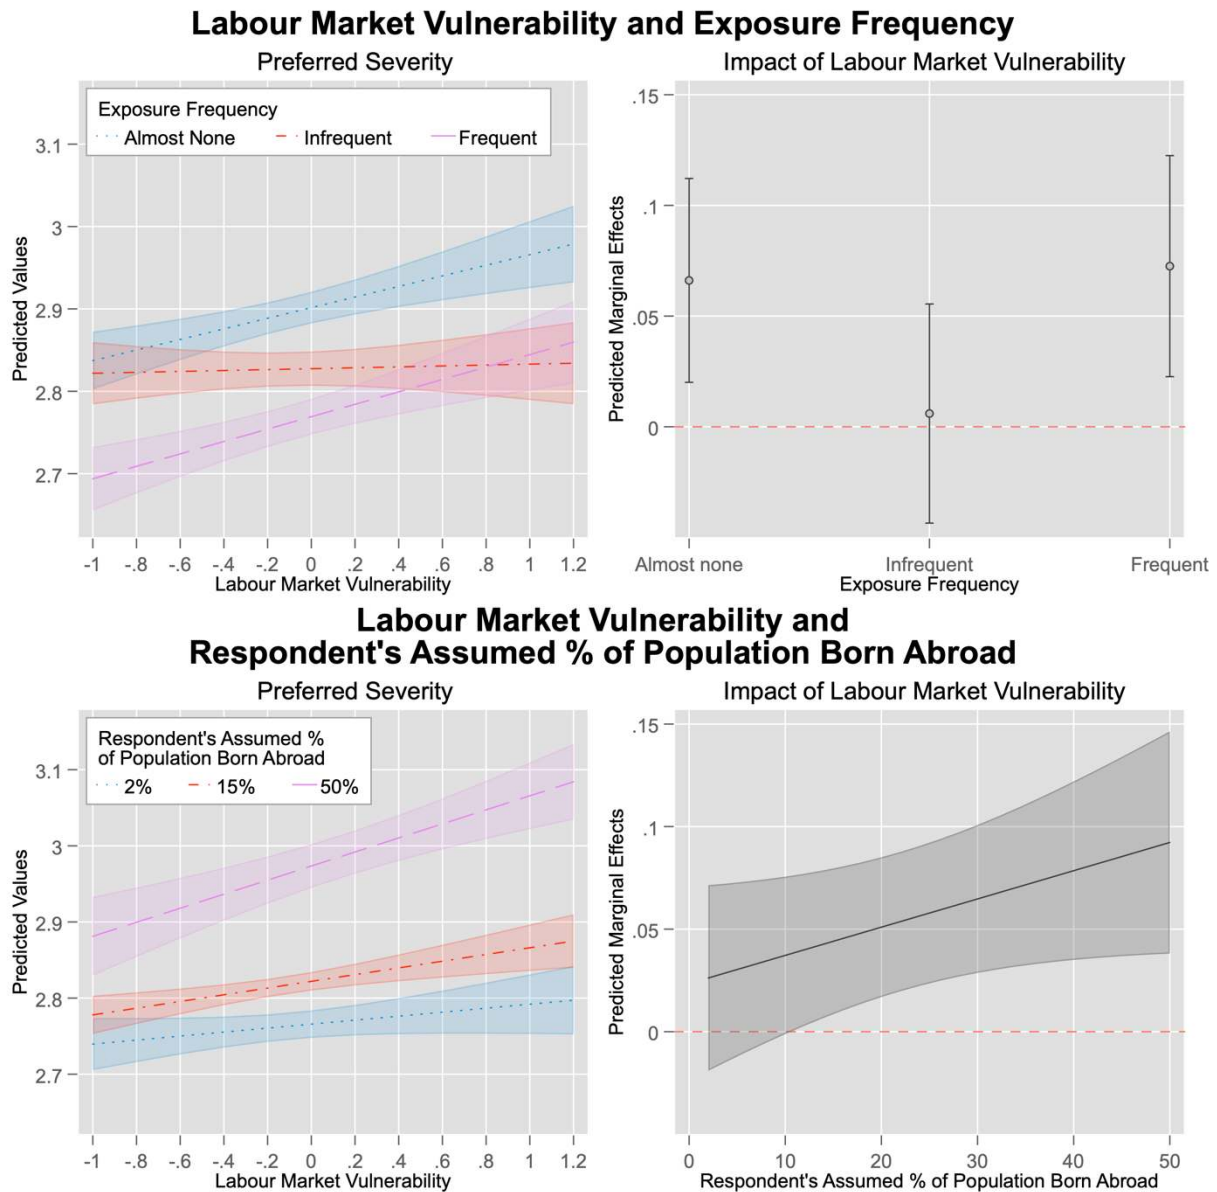 Labour Market Vulnerability and Exposure Frequency
Preferred Severity
Exposure Frequency
Almost None Infrequent Frequent
3.1
3
2.9
2.8
2.7
Predicted Values
-1 -.8 -.6 -.4 -.2 0 .2 .4 .6 .8 1 1.2
Labour Market Vulnerability
Impact of Labour Market Vulnerability
.15
.1
.05
0
Predicted Marginal Effects
Almost none Infrequent Frequent
Exposure Frequency
Labour Market Vulnerability and
Respondent's Assumed % of Population Born Abroad
Preferred Severity
Respondent's Assumed %
of Population Born Abroad
2% 15% 50%
3.1
3
2.9
2.8
2.7
Predicted Values
-1 -.8 -.6 -.4 -.2 0 .2 .4 .6 .8 1 1.2
Labour Market Vulnerability
Impact of Labour Market Vulnerability
.15
.1
.05
0
Predicted Marginal Effects
0 10 20 30 40 50
Respondent's Assumed % of Population Born Abroad